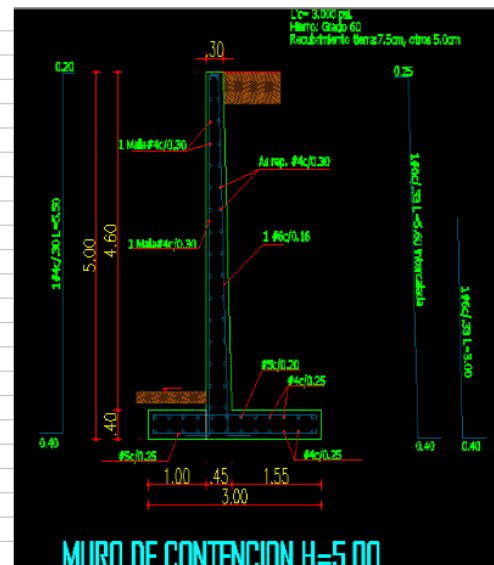 f'c= 3.000 psi.
Hierro: Grado 60
Recubrimiento tierra:7.5cm, otros 5.0cm
.30
0.20
0.25
1 Malla#4c/0.30
As rep. #4c/0.30
1#4c/.30 L=5.50
5.00
4.60
1 Malla#4c/0.30
1 #6c/0.16
1#6c/.33 L=5.60 Intercalada
1#6c/.33 L=3.00
#5c/0.20
#4c/0.25
.40
0.40
0.40
0.40
#5c/0.25
#4c/0.25
1.00
.45
1.55
3.00
MURO DE CONTENCION H=5.00